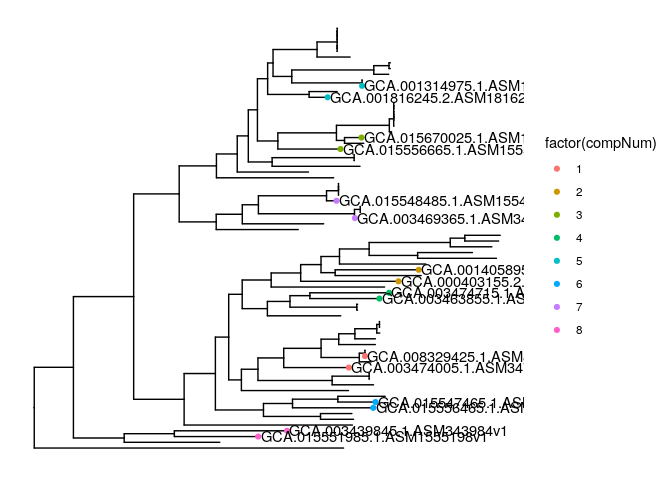 GCA.001314975.1.ASM1
GCA.001816245.2.ASM18162
GCA.015670025.1.ASM1
GCA.015556665.1.ASM155
GCA.015548485.1.ASM1554
GCA.003469365.1.ASM34
GCA.001405895
GCA.000403155.2.
GCA.003474715.1.A
GCA.003463855.1.AS
GCA.008329425.1.ASM
GCA.003474005.1.ASM34
GCA.015547465.1.ASM
GCA.015556465.1.ASM
GCA.003439845.1.ASM343984v1
GCA.015551985.1.ASM1555198v1
factor(compNum)
1
2
3
4
5
6
7
8